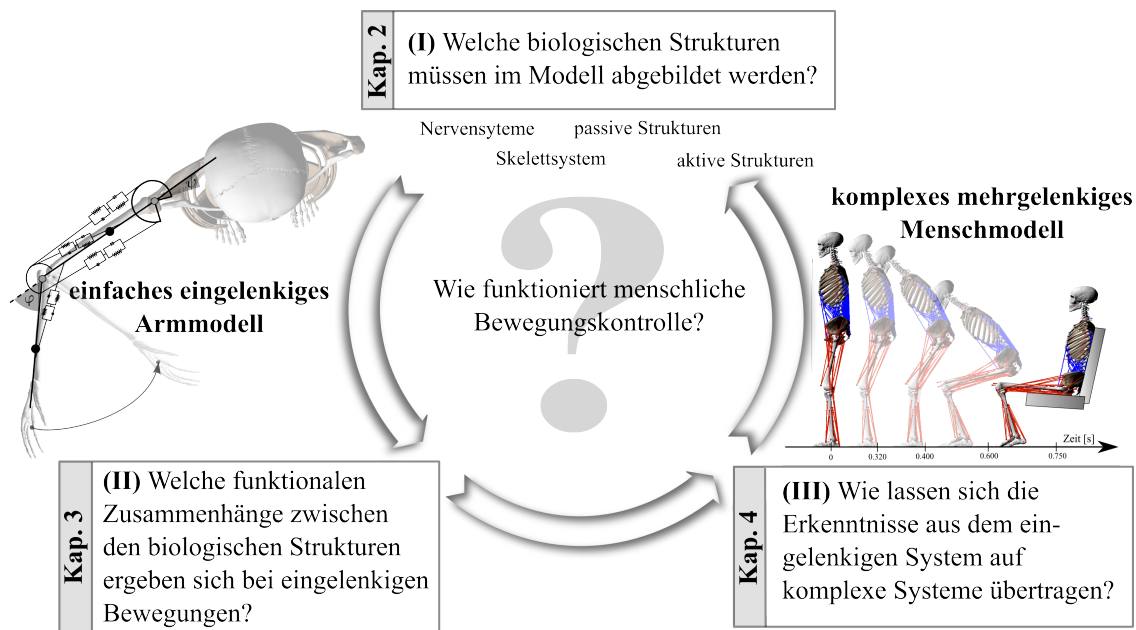 Kap. 2
(I) Welche biologischen Strukturen
müssen im Modell abgebildet werden?
Nervensyteme passive Strukturen
Skelettsystem aktive Strukturen
komplexes mehrgelenkiges
Menschmodell
einfaches eingelenkiges
Armmodell
?
Wie funktioniert menschliche
Bewegungskontrolle?
Zeit [s]
0 0.320 0.400 0.600 0.750
Kap. 3
(II) Welche funktionalen
Zusammenhänge zwischen
den biologischen Strukturen
ergeben sich bei eingelenkigen
Bewegungen?
Kap. 4
(III) Wie lassen sich die
Erkenntnisse aus dem ein-
gelenkigen System auf
komplexe Systeme übertragen?